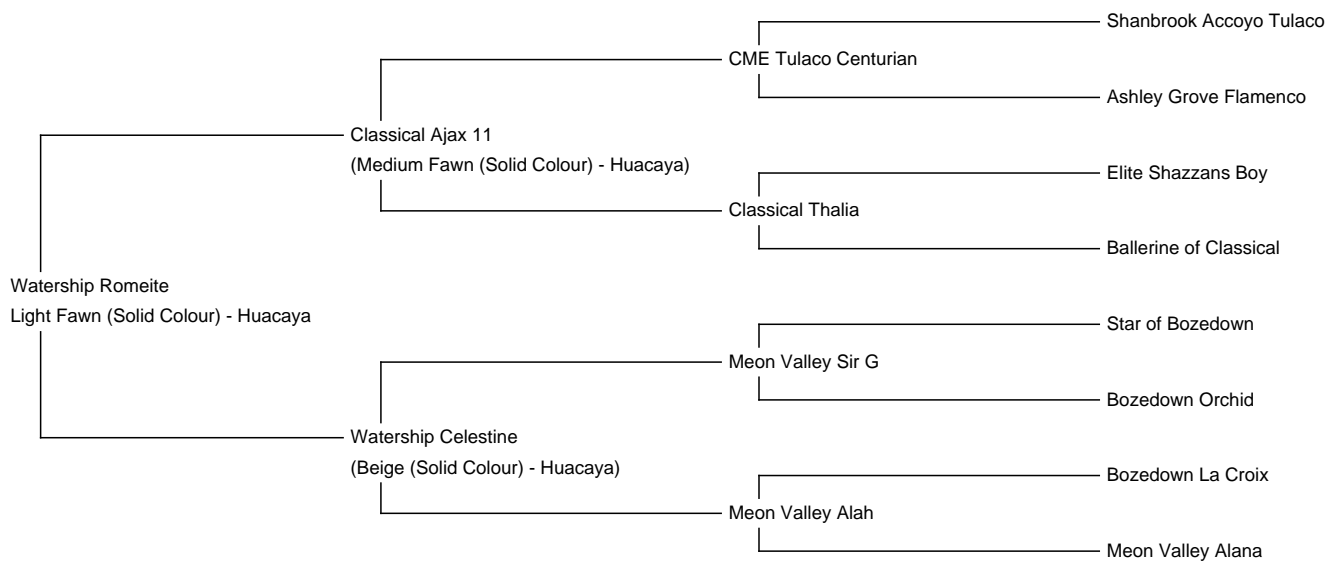 Shanbrook Accoyo Tulaco
CME Tulaco Centurian
Ashley Grove Flamenco
Classical Ajax 11
(Medium Fawn (Solid Colour) - Huacaya)
Elite Shazzans Boy
Classical Thalia
Ballerine of Classical
Watership Romeite
Light Fawn (Solid Colour) - Huacaya
Star of Bozedown
Meon Valley Sir G
Bozedown Orchid
Watership Celestine
(Beige (Solid Colour) - Huacaya)
Bozedown La Croix
Meon Valley Alah
Meon Valley Alana